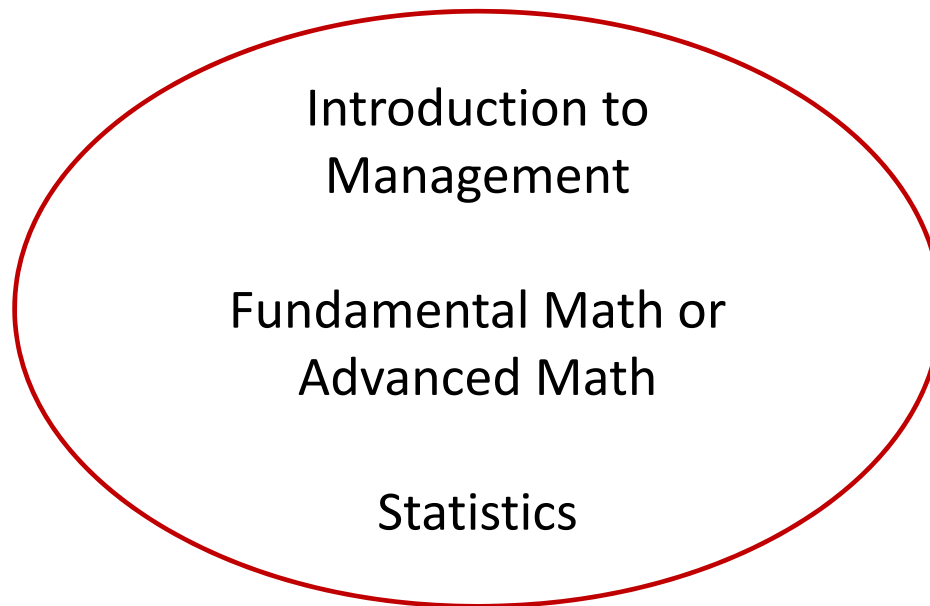 Introduction to
Management
Fundamental Math or
Advanced Math
Statistics